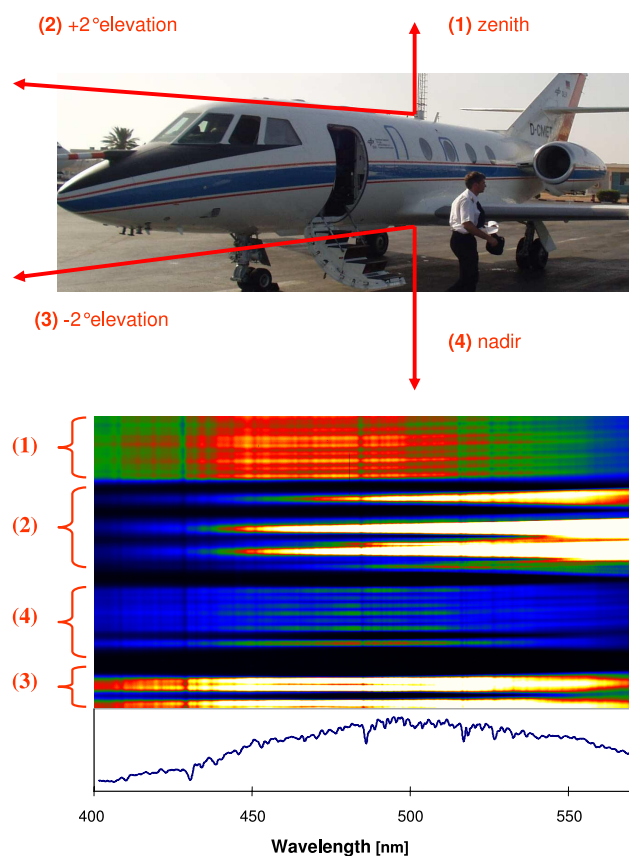 (2) +2°elevation
(1) zenith
D-CMET
DLR
(3) -2°elevation
(4) nadir
(1)
(2)
(4)
(3)
400
450
500
550
Wavelength [nm]